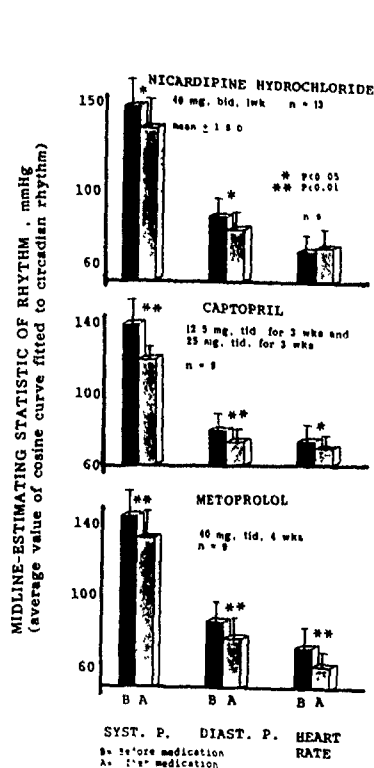 NICARDIPINE HYDROCHLORIDE
40 mg, bid, 1wk n = 13
mean ± 1 S D
* P<0 05
** P<0.01
n s
150
100
60
*
*
CAPTOPRIL
12 5 mg, tid for 3 wks and
25 mg, tid, for 3 wks
n = 9
140
100
60
**
**
*
METOPROLOL
40 mg, tid, 4 wks
n = 9
140
100
60
**
**
**
B A
B A
B A
SYST. P. DIAST. P. HEART
RATE
B= Before medication
A= medication
MIDLINE-ESTIMATING STATISTIC OF RHYTHM , mmHg
(average value of cosine curve fitted to circadian rhythm)